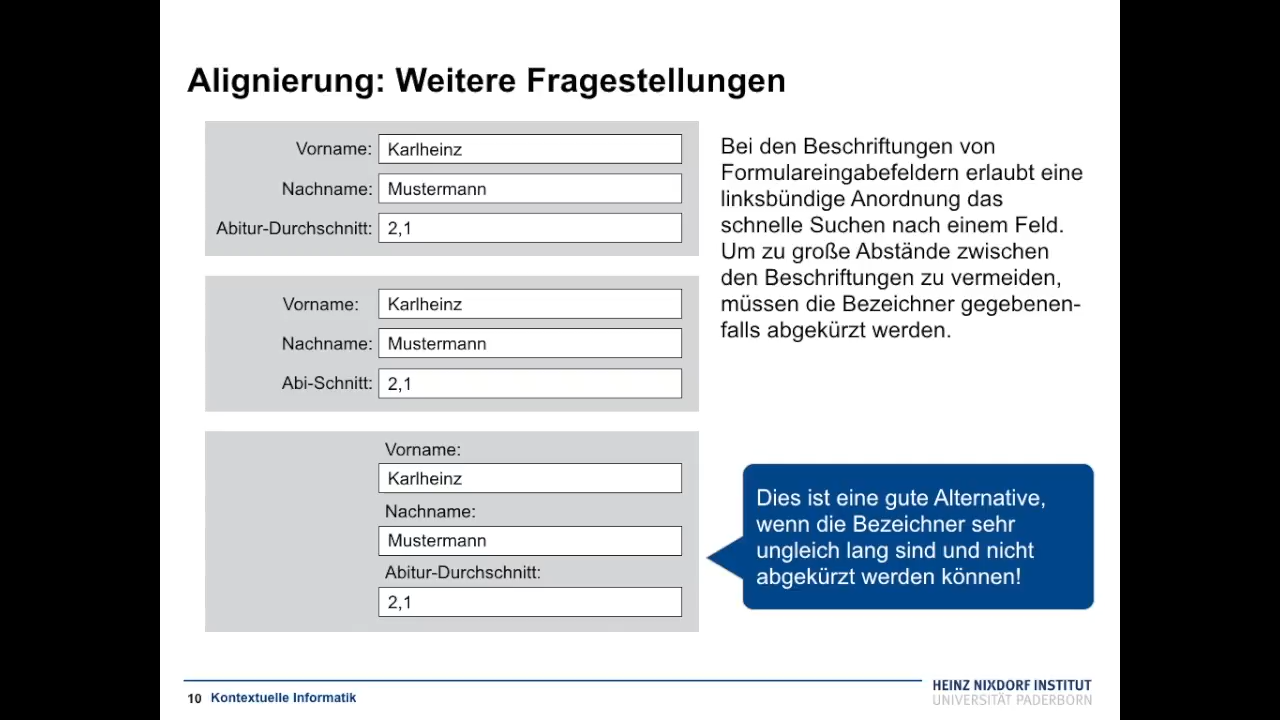 Alignierung: Weitere Fragestellungen
Vorname: Karlheinz
Nachname: Mustermann
Abitur-Durchschnitt: 2,1
Vorname: Karlheinz
Nachname: Mustermann
Abi-Schnitt: 2,1
Vorname:
Karlheinz
Nachname:
Mustermann
Abitur-Durchschnitt:
2,1
Bei den Beschriftungen von
Formulareingabefeldern erlaubt eine
linksbündige Anordnung das
schnelle Suchen nach einem Feld.
Um zu große Abstände zwischen
den Beschriftungen zu vermeiden,
müssen die Bezeichner gegebenen-
falls abgekürzt werden.
Dies ist eine gute Alternative,
wenn die Bezeichner sehr
ungleich lang sind und nicht
abgekürzt werden können!
10 Kontextuelle Informatik
HEINZ NIXDORF INSTITUT
UNIVERSITÄT PADERBORN